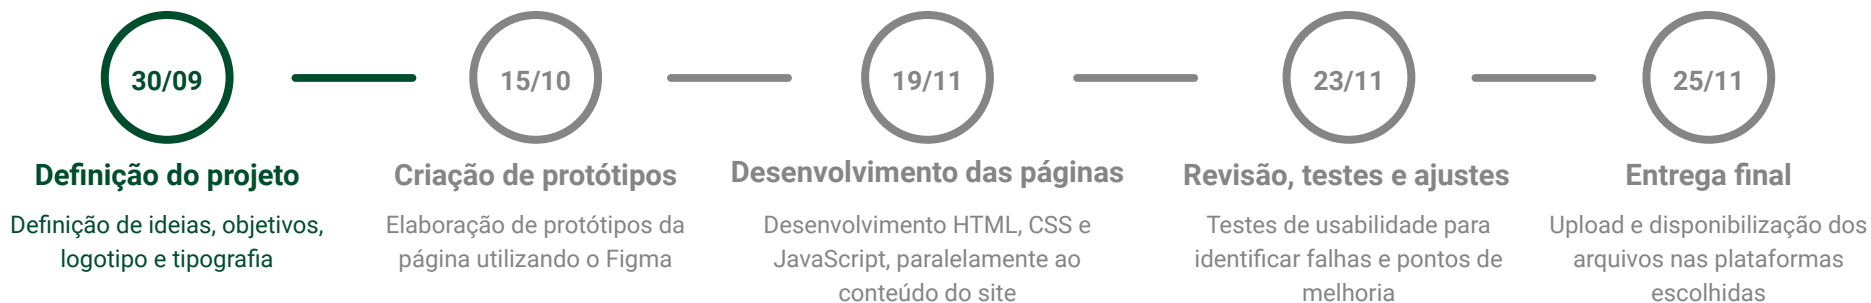 30/09
Definição do projeto
Definição de ideias, objetivos,
logotipo e tipografia
15/10
Criação de protótipos
Elaboração de protótipos da
página utilizando o Figma
19/11
Desenvolvimento das páginas
Desenvolvimento HTML, CSS e
JavaScript, paralelamente ao
conteúdo do site
23/11
Revisão, testes e ajustes
Testes de usabilidade para
identificar falhas e pontos de
melhoria
25/11
Entrega final
Upload e disponibilização dos
arquivos nas plataformas
escolhidas